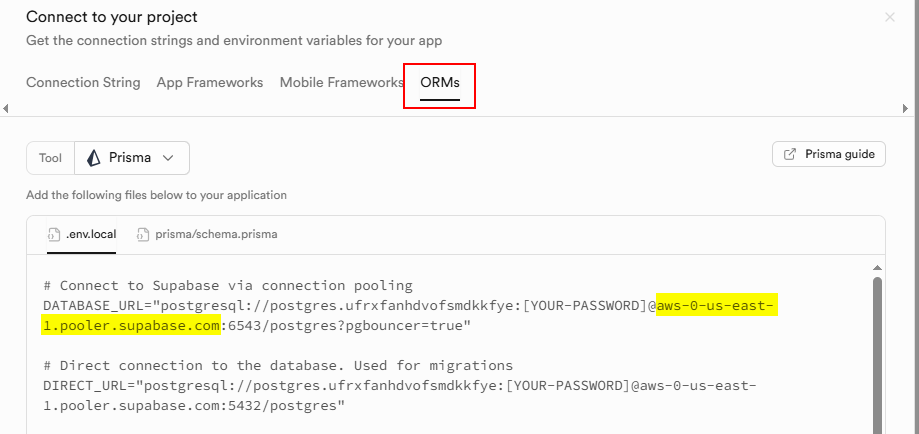 Connect to your project
Get the connection strings and environment variables for your app
Connection String App Frameworks Mobile Frameworks ORMs
Tool Prisma Prisma guide
Add the following files below to your application
.env.local prisma/schema.prisma
# Connect to Supabase via connection pooling
DATABASE_URL="postgresql://postgres.ufrxfanhdvofsmdkkfye:[YOUR-PASSWORD]@aws-0-us-east-
1.pooler.supabase.com:6543/postgres?pgbouncer=true"
# Direct connection to the database. Used for migrations
DIRECT_URL="postgresql://postgres.ufrxfanhdvofsmdkkfye:[YOUR-PASSWORD]@aws-0-us-east-
1.pooler.supabase.com:5432/postgres"